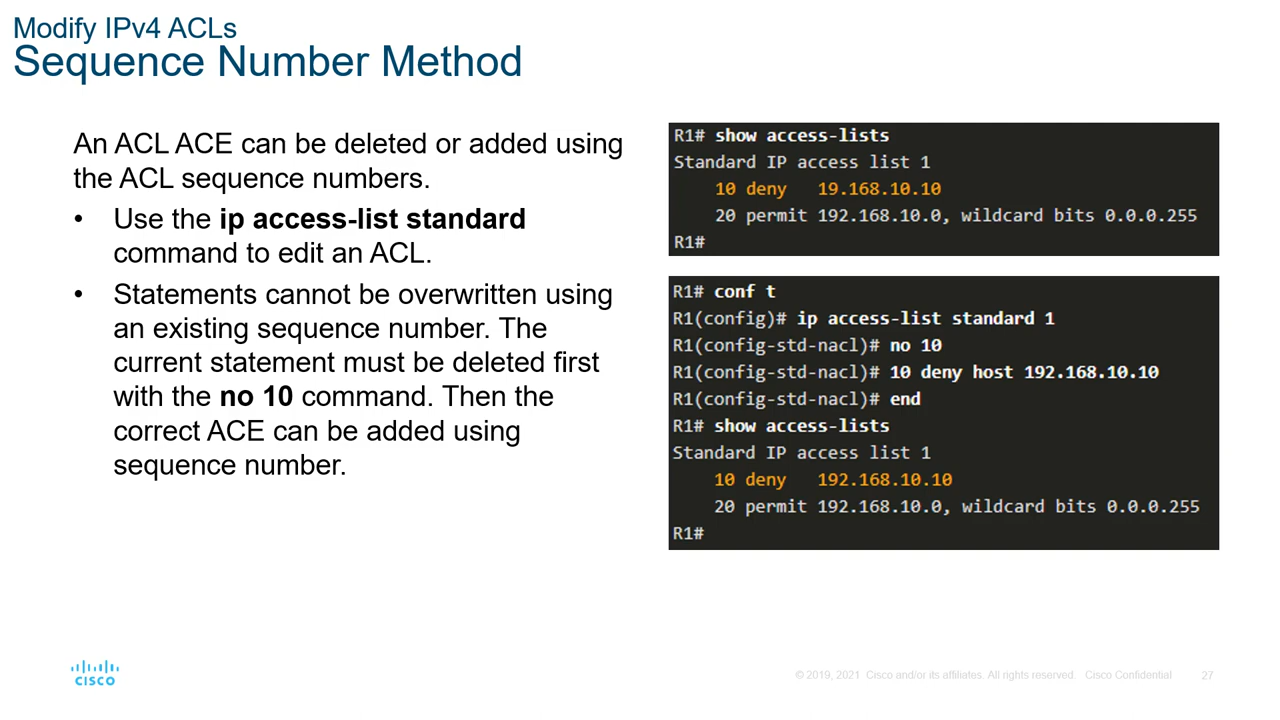 Modify IPv4 ACLs
Sequence Number Method
An ACL ACE can be deleted or added using
the ACL sequence numbers.
• Use the ip access-list standard
command to edit an ACL.
• Statements cannot be overwritten using
an existing sequence number. The
current statement must be deleted first
with the no 10 command. Then the
correct ACE can be added using
sequence number.
R1# show access-lists
Standard IP access list 1
    10 deny   19.168.10.10
    20 permit 192.168.10.0, wildcard bits 0.0.0.255
R1#
R1# conf t
R1(config)# ip access-list standard 1
R1(config-std-nacl)# no 10
R1(config-std-nacl)# 10 deny host 192.168.10.10
R1(config-std-nacl)# end
R1# show access-lists
Standard IP access list 1
    10 deny   192.168.10.10
    20 permit 192.168.10.0, wildcard bits 0.0.0.255
R1#
CISCO
© 2019, 2021 Cisco and/or its affiliates. All rights reserved. Cisco Confidential
27